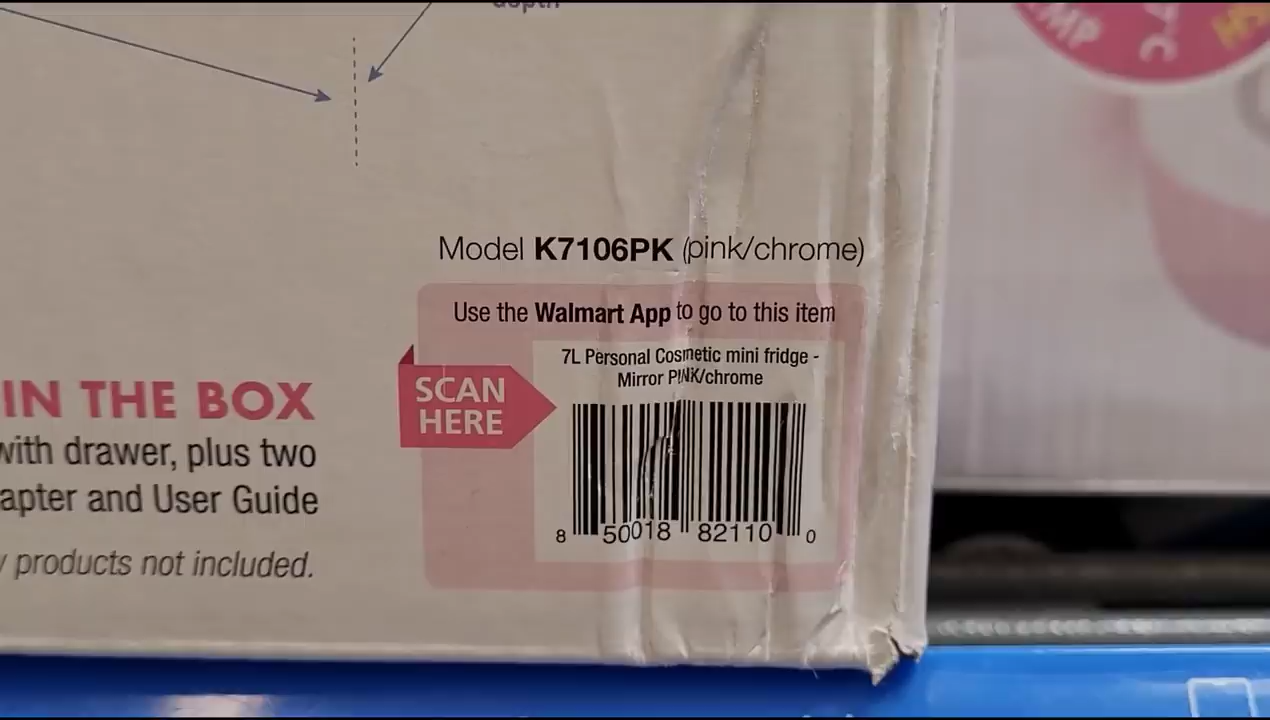 depth
TEMP
°C
Model K7106PK (pink/chrome)
Use the Walmart App to go to this item
7L Personal Cosmetic mini fridge -
Mirror PINK/chrome
SCAN
HERE
8 50018 82110 0
IN THE BOX
with drawer, plus two
apter and User Guide
products not included.